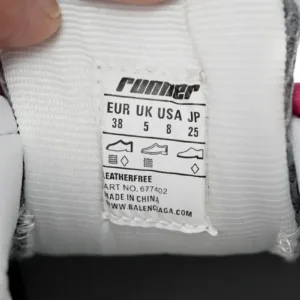 runner
EUR UK USA JP
38 5 8 25
LEATHERFREE
ART NO. 677402
MADE IN CHINA
WWW.BALENCIAGA.COM